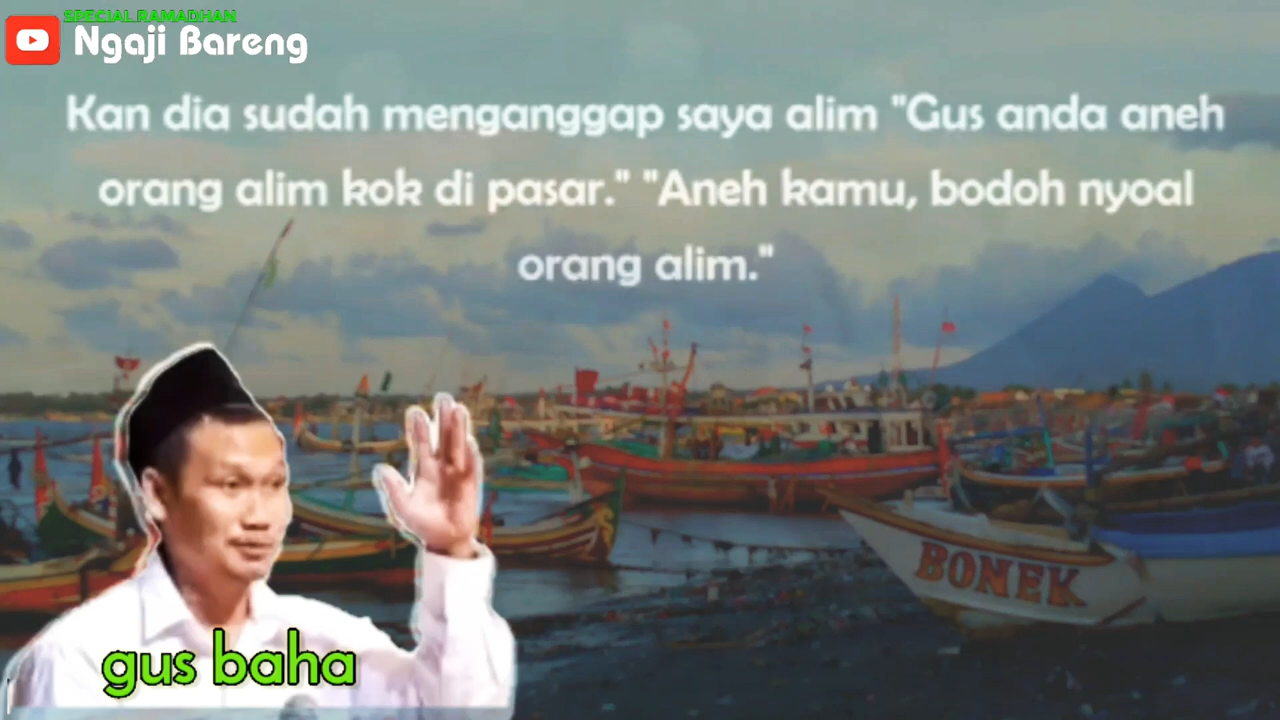 SPECIAL RAMADHAN
Ngaji Bareng
Kan dia sudah menganggap saya alim "Gus anda aneh
orang alim kok di pasar." "Aneh kamu, bodoh nyoal
orang alim."
BONEK
gus baha